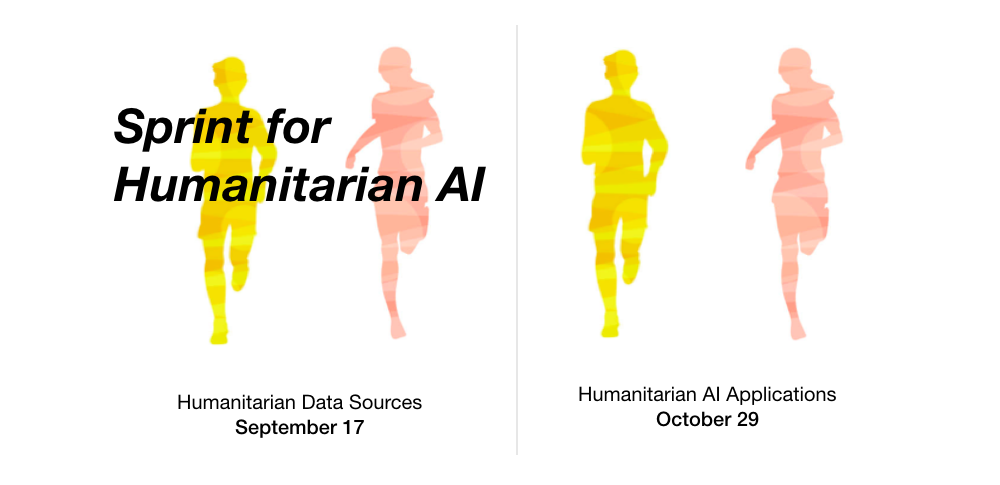 Sprint for
Humanitarian AI
Humanitarian Data Sources
September 17
Humanitarian AI Applications
October 29